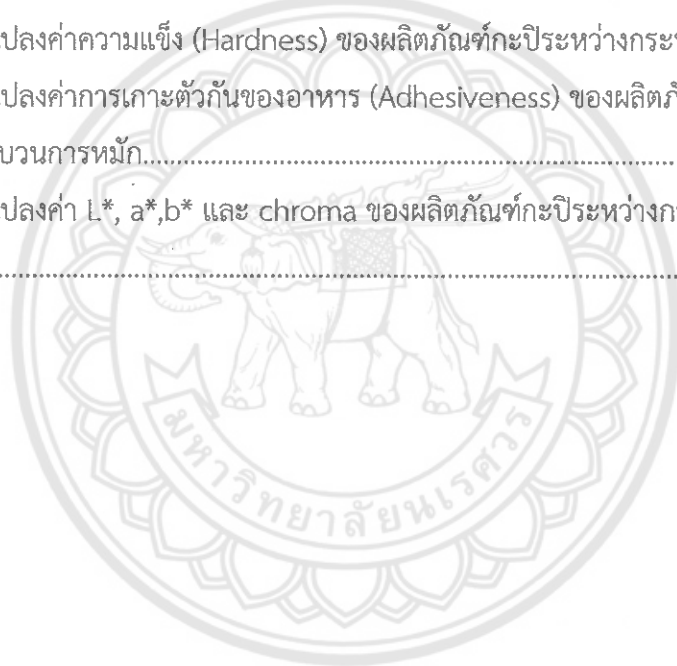 ปลงค่าความแข็ง (Hardness) ของผลิตภัณฑ์กะปิระหว่างกระบ
ปลงค่าการเกาะตัวกันของอาหาร (Adhesiveness) ของผลิตภั
บวนการหมัก....................................................................................
ปลงค่า L*, a*,b* และ chroma ของผลิตภัณฑ์กะปิระหว่างก
....................................................................................................
มหาวิทยาลัยนเรศวร